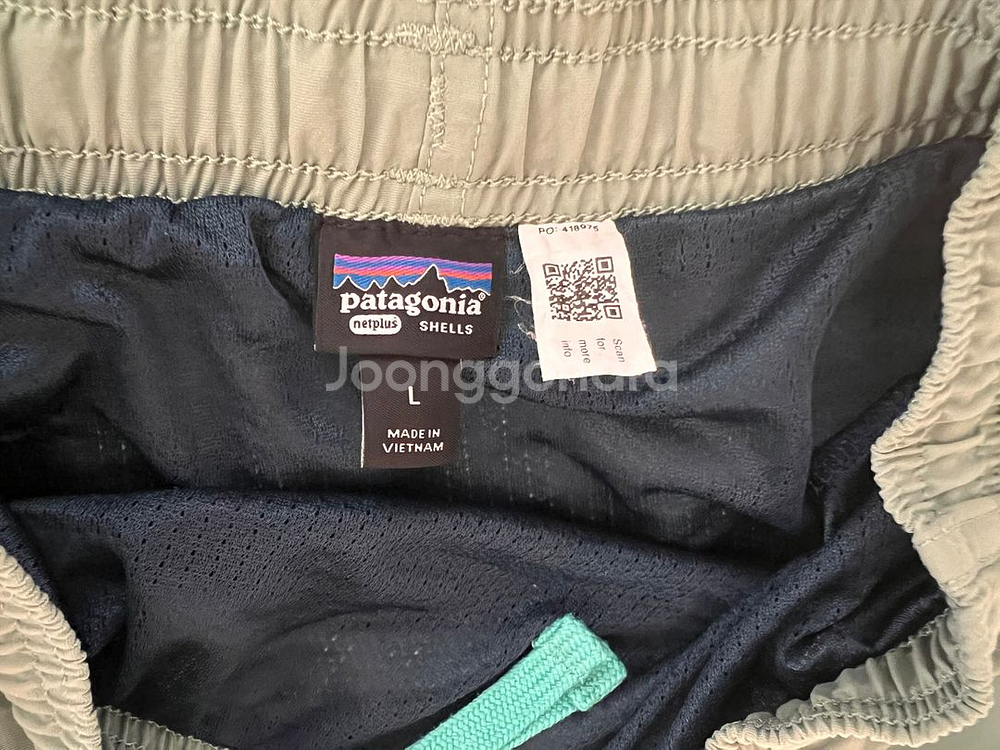 patagonia®
netplus SHELLS
L
MADE IN
VIETNAM
PO: 418975
Scan
for
more
info
Joonggonara